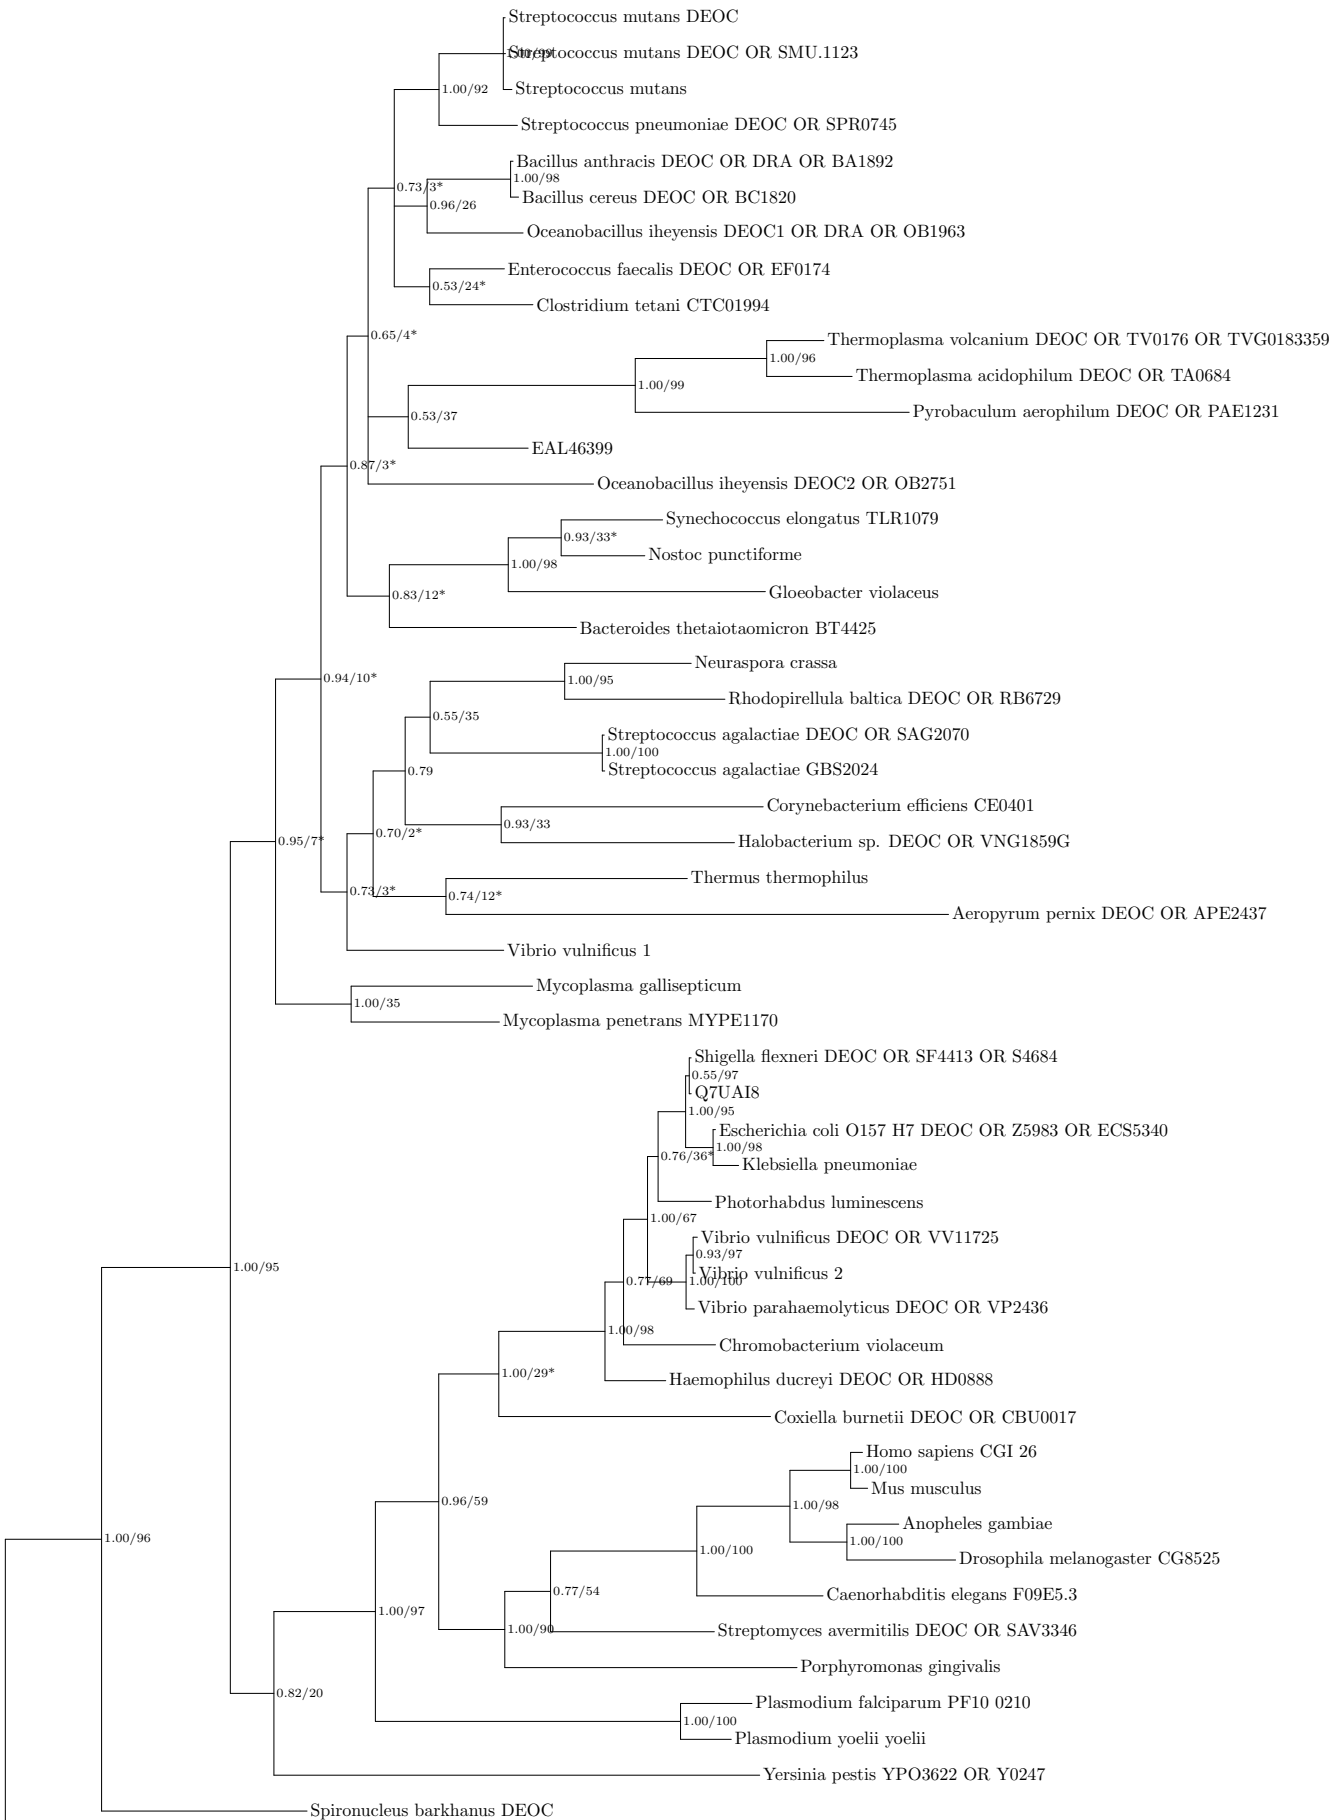 Streptococcus mutans DEOC
1.00/99
Streptococcus mutans DEOC OR SMU.1123
Streptococcus mutans
1.00/92
Streptococcus pneumoniae DEOC OR SPR0745
Bacillus anthracis DEOC OR DRA OR BA1892
1.00/98
0.73/3*
Bacillus cereus DEOC OR BC1820
0.96/26
Oceanobacillus iheyensis DEOC1 OR DRA OR OB1963
Enterococcus faecalis DEOC OR EF0174
0.53/24*
Clostridium tetani CTC01994
0.65/4*
Thermoplasma volcanium DEOC OR TV0176 OR TVG0183359
1.00/96
Thermoplasma acidophilum DEOC OR TA0684
1.00/99
Pyrobaculum aerophilum DEOC OR PAE1231
0.53/37
EAL46399
0.87/3*
Oceanobacillus iheyensis DEOC2 OR OB2751
Synechococcus elongatus TLR1079
0.93/33*
Nostoc punctiforme
1.00/98
Gloeobacter violaceus
0.83/12*
Bacteroides thetaiotaomicron BT4425
Neuraspora crassa
0.94/10*
1.00/95
Rhodopirellula baltica DEOC OR RB6729
0.55/35
Streptococcus agalactiae DEOC OR SAG2070
1.00/100
Streptococcus agalactiae GBS2024
0.79
Corynebacterium efficiens CE0401
0.93/33
0.70/2*
0.95/7*
Halobacterium sp. DEOC OR VNG1859G
Thermus thermophilus
0.73/3*
0.74/12*
Aeropyrum pernix DEOC OR APE2437
Vibrio vulnificus 1
Mycoplasma gallisepticum
1.00/35
Mycoplasma penetrans MYPE1170
Shigella flexneri DEOC OR SF4413 OR S4684
0.55/97
Q7UAI8
1.00/95
Escherichia coli O157 H7 DEOC OR Z5983 OR ECS5340
1.00/98
0.76/36*
Klebsiella pneumoniae
Photorhabdus luminescens
1.00/67
Vibrio vulnificus DEOC OR VV11725
0.93/97
1.00/95
Vibrio vulnificus 2
0.77/69
1.00/100
Vibrio parahaemolyticus DEOC OR VP2436
1.00/98
Chromobacterium violaceum
1.00/29*
Haemophilus ducreyi DEOC OR HD0888
Coxiella burnetii DEOC OR CBU0017
Homo sapiens CGI 26
1.00/100
Mus musculus
0.96/59
1.00/98
Anopheles gambiae
1.00/96
1.00/100
1.00/100
Drosophila melanogaster CG8525
0.77/54
Caenorhabditis elegans F09E5.3
1.00/97
1.00/90
Streptomyces avermitilis DEOC OR SAV3346
Porphyromonas gingivalis
0.82/20
Plasmodium falciparum PF10 0210
1.00/100
Plasmodium yoelii yoelii
Yersinia pestis YPO3622 OR Y0247
Spironucleus barkhanus DEOC